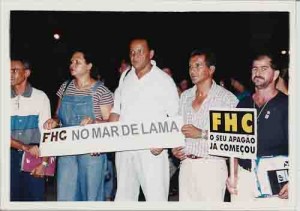 FHC NO MAR DE LAMA
FHC
O SEU APAGÃO
JÁ COMEÇOU